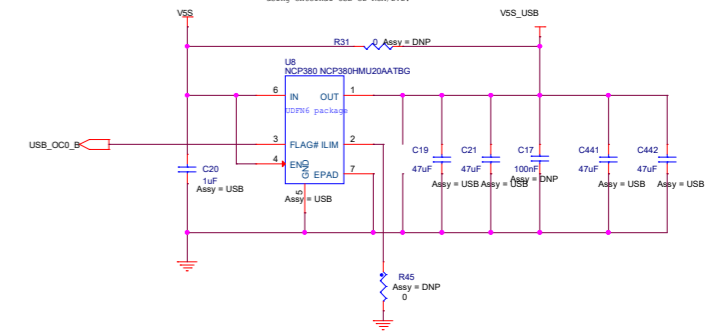 V5S
V5S_USB
R31
0
Assy = DNP
U8
NCP380 NCP380HMU20AATBG
6
IN
OUT
1
UDFN6 package
USB_OC0_B
3
FLAG# ILIM
2
4
EN
GND
EPAD
7
5
Assy = USB
C20
1uF
Assy = USB
C19
47uF
Assy = USB
C21
47uF
Assy = USB
C17
100nF
Assy = DNP
C441
47uF
Assy = USB
C442
47uF
Assy = USB
R45
Assy = DNP
0